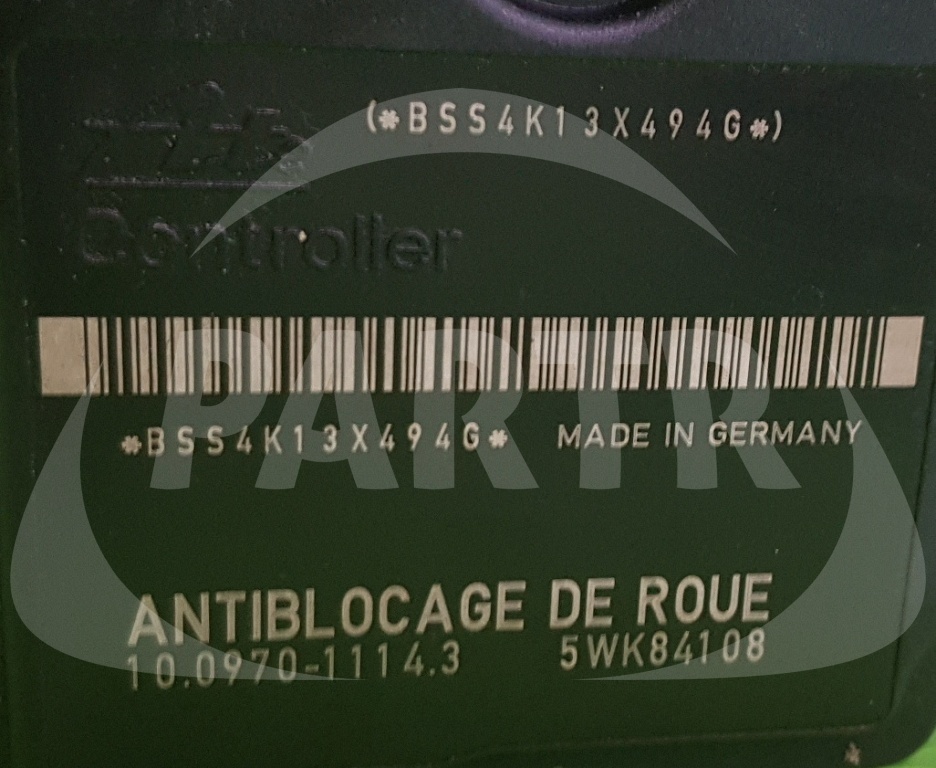 (*BSS4K13X494G*)
Controller
PARTR
*BSS4K13X494G* MADE IN GERMANY
ANTIBLOCAGE DE ROUE
10.0970-1114.3 5WK84108